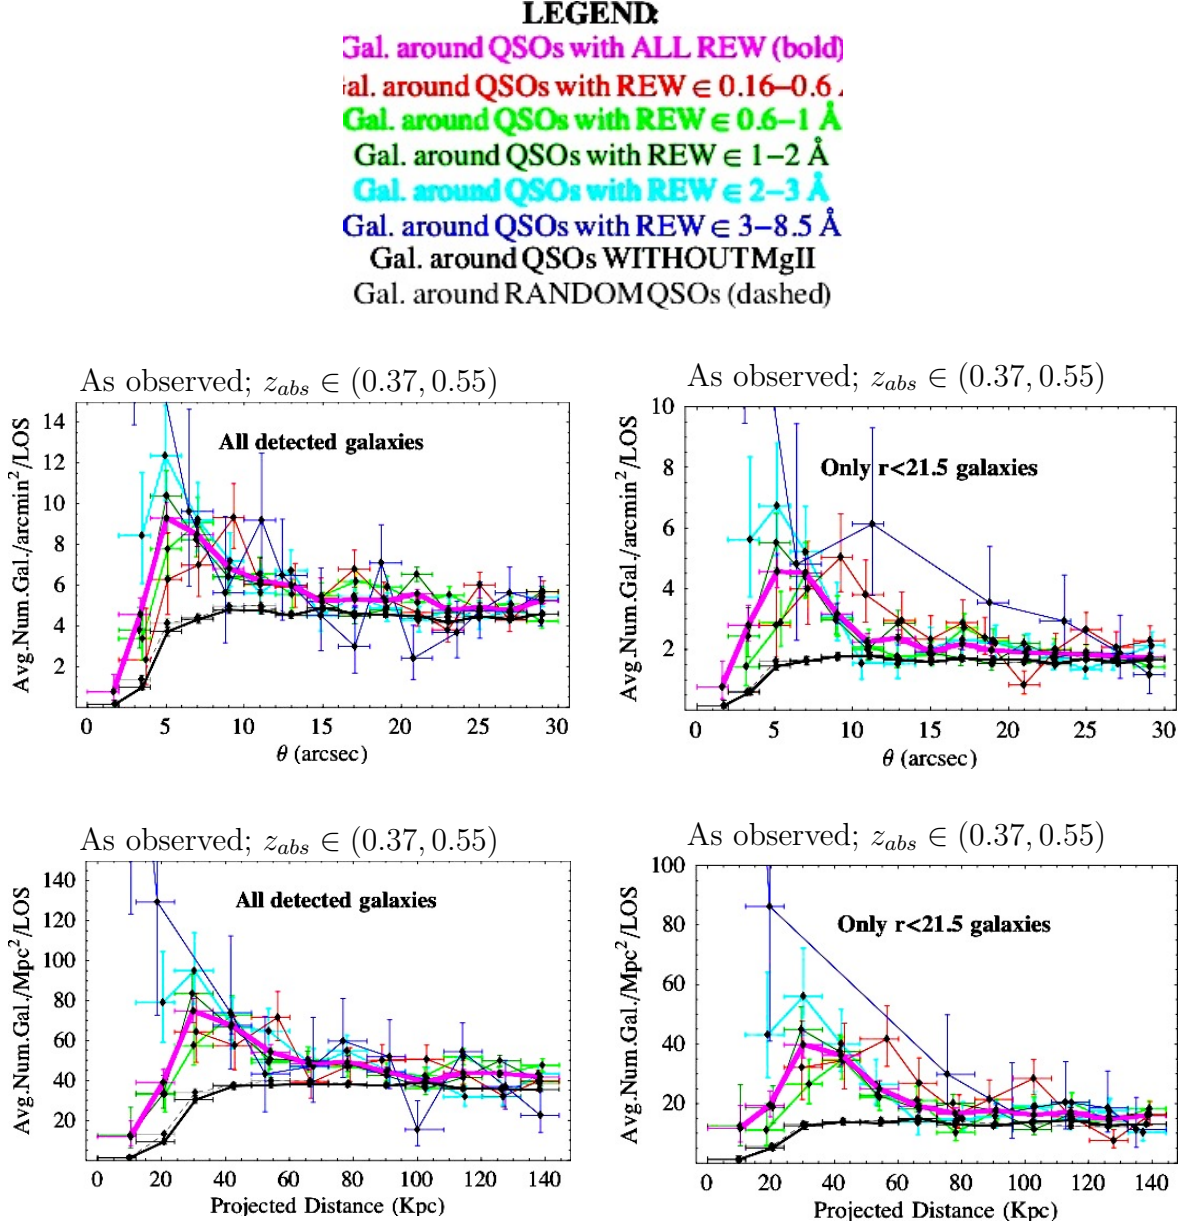 LEGEND:
Gal. around QSOs with ALL REW (bold)
Gal. around QSOs with REW ∈ 0.16–0.6
Gal. around QSOs with REW ∈ 0.6–1 Å
Gal. around QSOs with REW ∈ 1–2 Å
Gal. around QSOs with REW ∈ 2–3 Å
Gal. around QSOs with REW ∈ 3–8.5 Å
Gal. around QSOs WITHOUT MgII
Gal. around RANDOM QSOs (dashed)
As observed; z_abs ∈ (0.37, 0.55)
All detected galaxies
Avg.Num.Gal./arcmin²/LOS
14
12
10
8
6
4
2
0 5 10 15 20 25 30
θ (arcsec)
As observed; z_abs ∈ (0.37, 0.55)
Only r<21.5 galaxies
Avg.Num.Gal./arcmin²/LOS
10
8
6
4
2
0 5 10 15 20 25 30
θ (arcsec)
As observed; z_abs ∈ (0.37, 0.55)
All detected galaxies
Avg.Num.Gal./Mpc²/LOS
140
120
100
80
60
40
20
0 20 40 60 80 100 120 140
Projected Distance (Kpc)
As observed; z_abs ∈ (0.37, 0.55)
Only r<21.5 galaxies
Avg.Num.Gal./Mpc²/LOS
100
80
60
40
20
0 20 40 60 80 100 120 140
Projected Distance (Kpc)